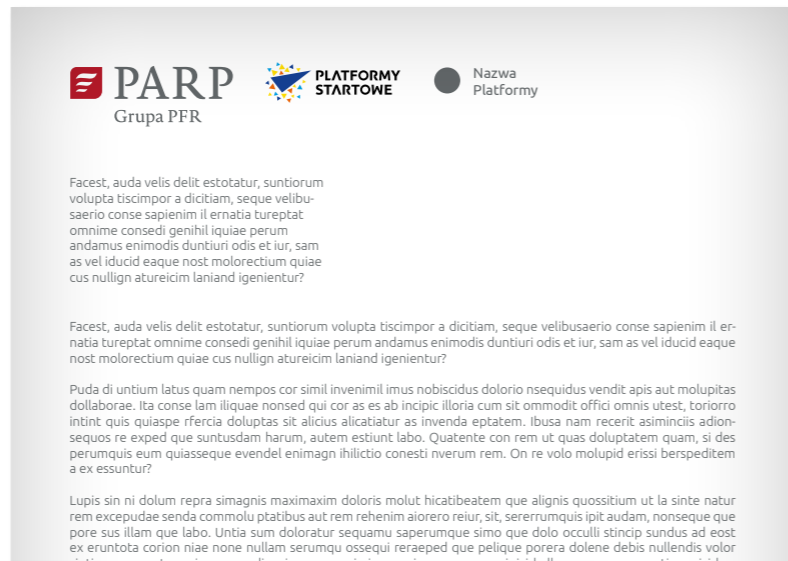 PARP
Grupa PFR
PLATFORMY
STARTOWE
Nazwa
Platformy
Facest, auda velis delit estotatur, suntiorum
volupta tiscimpor a dicitiam, seque velibu-
saerio conse sapienim il ernatia tureptat
omnime consedi genihil iquiae perum
andamus enimodis duntiuri odis et iur, sam
as vel iducid eaque nost molorectium quiae
cus nullign atureicim laniand igenientur?
Facest, auda velis delit estotatur, suntiorum volupta tiscimpor a dicitiam, seque velibusaerio conse sapienim il er-
natia tureptat omnime consedi genihil iquiae perum andamus enimodis duntiuri odis et iur, sam as vel iducid eaque
nost molorectium quiae cus nullign atureicim laniand igenientur?
Puda di untium latus quam nempos cor simil invenimil imus nobiscidus dolorio nsequidus vendit apis aut molupitas
dollaborae. Ita conse lam iliquae nonsed qui cor as es ab incipic illoria cum sit ommodit offici omnis utest, toriorro
intint quis quiaspe rfercia doluptas sit alicius alicatiatur as invenda eptatem. Ibusa nam recerit asiminciis adion-
sequos re exped que suntusdam harum, autem estiunt labo. Quatente con rem ut quas doluptatem quam, si des
perumquis eum quiasseque evendel enimagn ihilictio conesti nverum rem. On re volo molupid erissi berspeditem
a ex essuntur?
Lupis sin ni dolum repra simagnis maximaxim doloris molut hicatibeatem que alignis quossitium ut la sinte natur
rem excepudae senda commolu ptatibus aut rem rehenim aiorero reiur, sit, sererrumquis ipit audam, nonseque que
pore sus illam que labo. Untia sum doloratur sequamu saperumque simo que dolo occulli stincip sundus ad eost
ex eruntota corion niae none nullam serumqu ossequi reraeped que pelique porera dolene debis nullendis volor